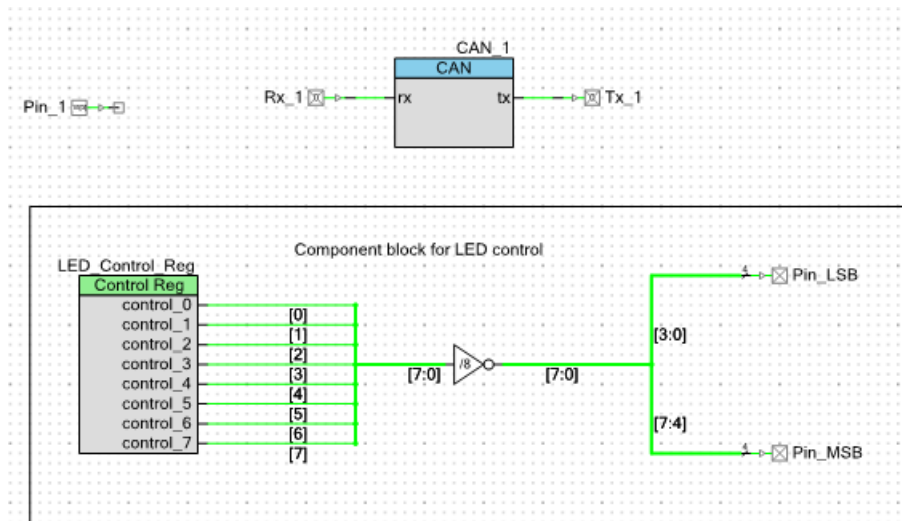 CAN_1
CAN
Pin_1
Rx_1
rx
tx
Tx_1
Component block for LED control
LED_Control_Reg
Control Reg
control_0
[0]
control_1
[1]
control_2
[2]
control_3
[3]
control_4
[4]
control_5
[5]
control_6
[6]
control_7
[7]
[7:0]
/8
[7:0]
4
Pin_LSB
[3:0]
[7:4]
4
Pin_MSB